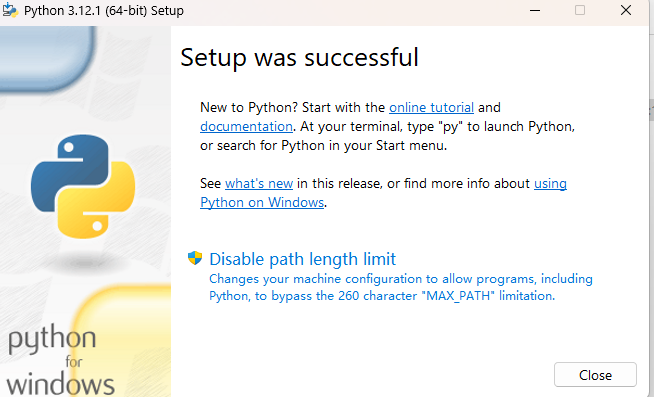 Python 3.12.1 (64-bit) Setup
Setup was successful
New to Python? Start with the online tutorial and
documentation. At your terminal, type "py" to launch Python,
or search for Python in your Start menu.
See what's new in this release, or find more info about using
Python on Windows.
Disable path length limit
Changes your machine configuration to allow programs, including
Python, to bypass the 260 character "MAX_PATH" limitation.
python
for
windows
Close